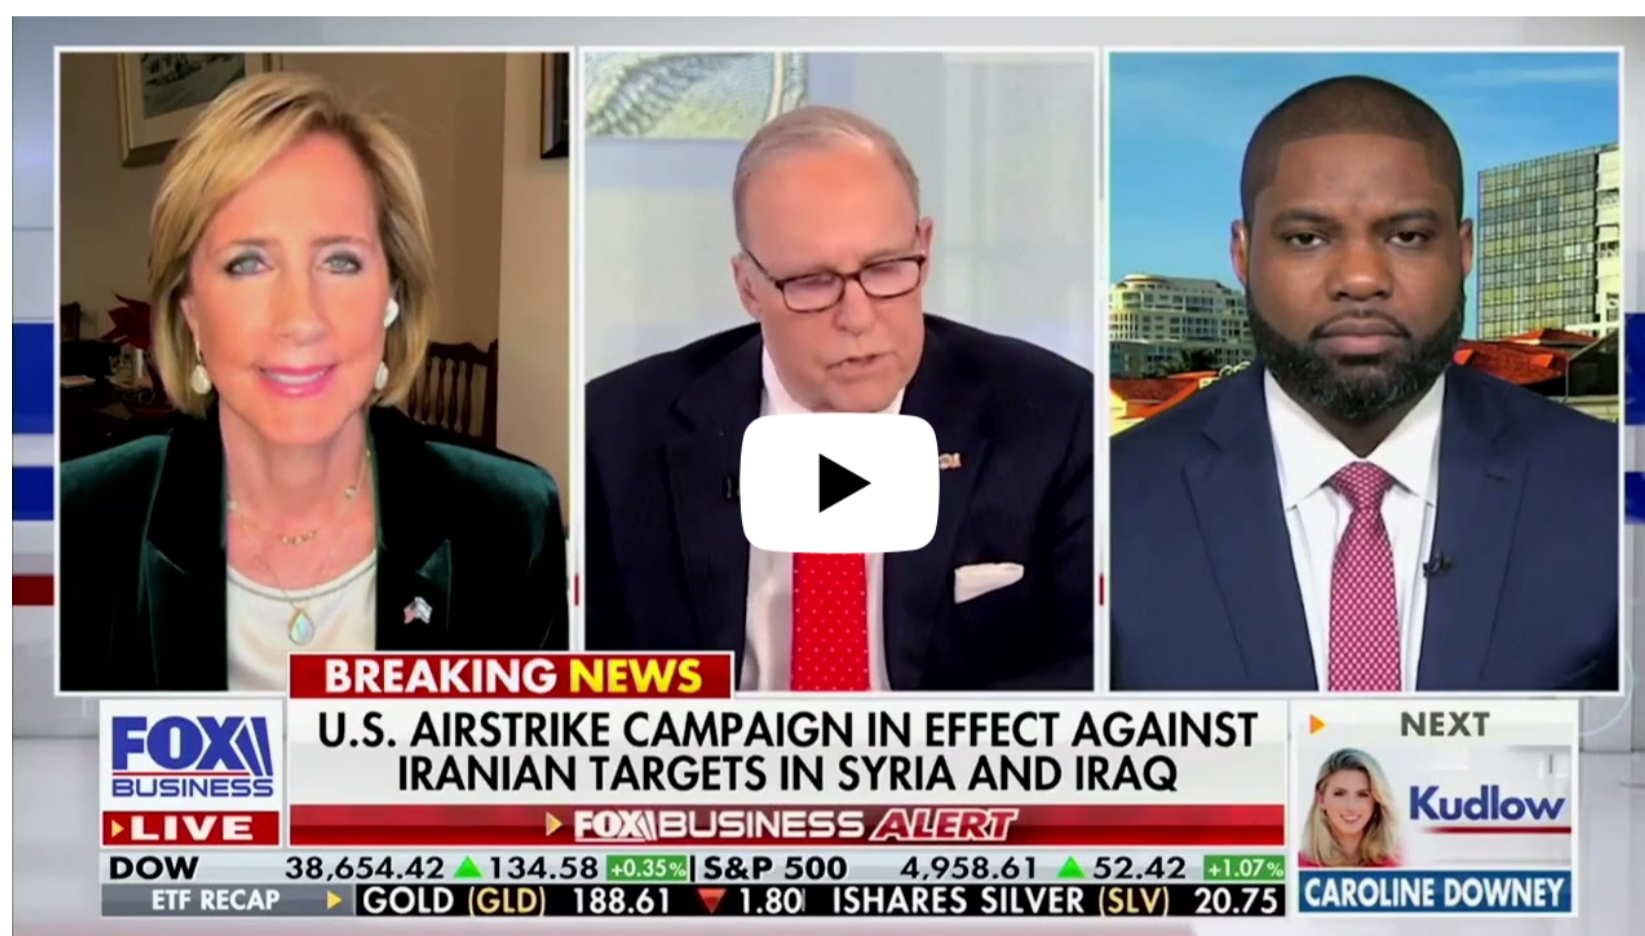 BREAKING NEWS
U.S. AIRSTRIKE CAMPAIGN IN EFFECT AGAINST
IRANIAN TARGETS IN SYRIA AND IRAQ
FOX BUSINESS ALERT
FOX
BUSINESS
LIVE
NEXT
Kudlow
CAROLINE DOWNEY
DOW 38,654.42 ▲ 134.58 +0.35% | S&P 500 4,958.61 ▲ 52.42 +1.07%
ETF RECAP GOLD (GLD) 188.61 ▼ 1.80 ISHARES SILVER (SLV) 20.75